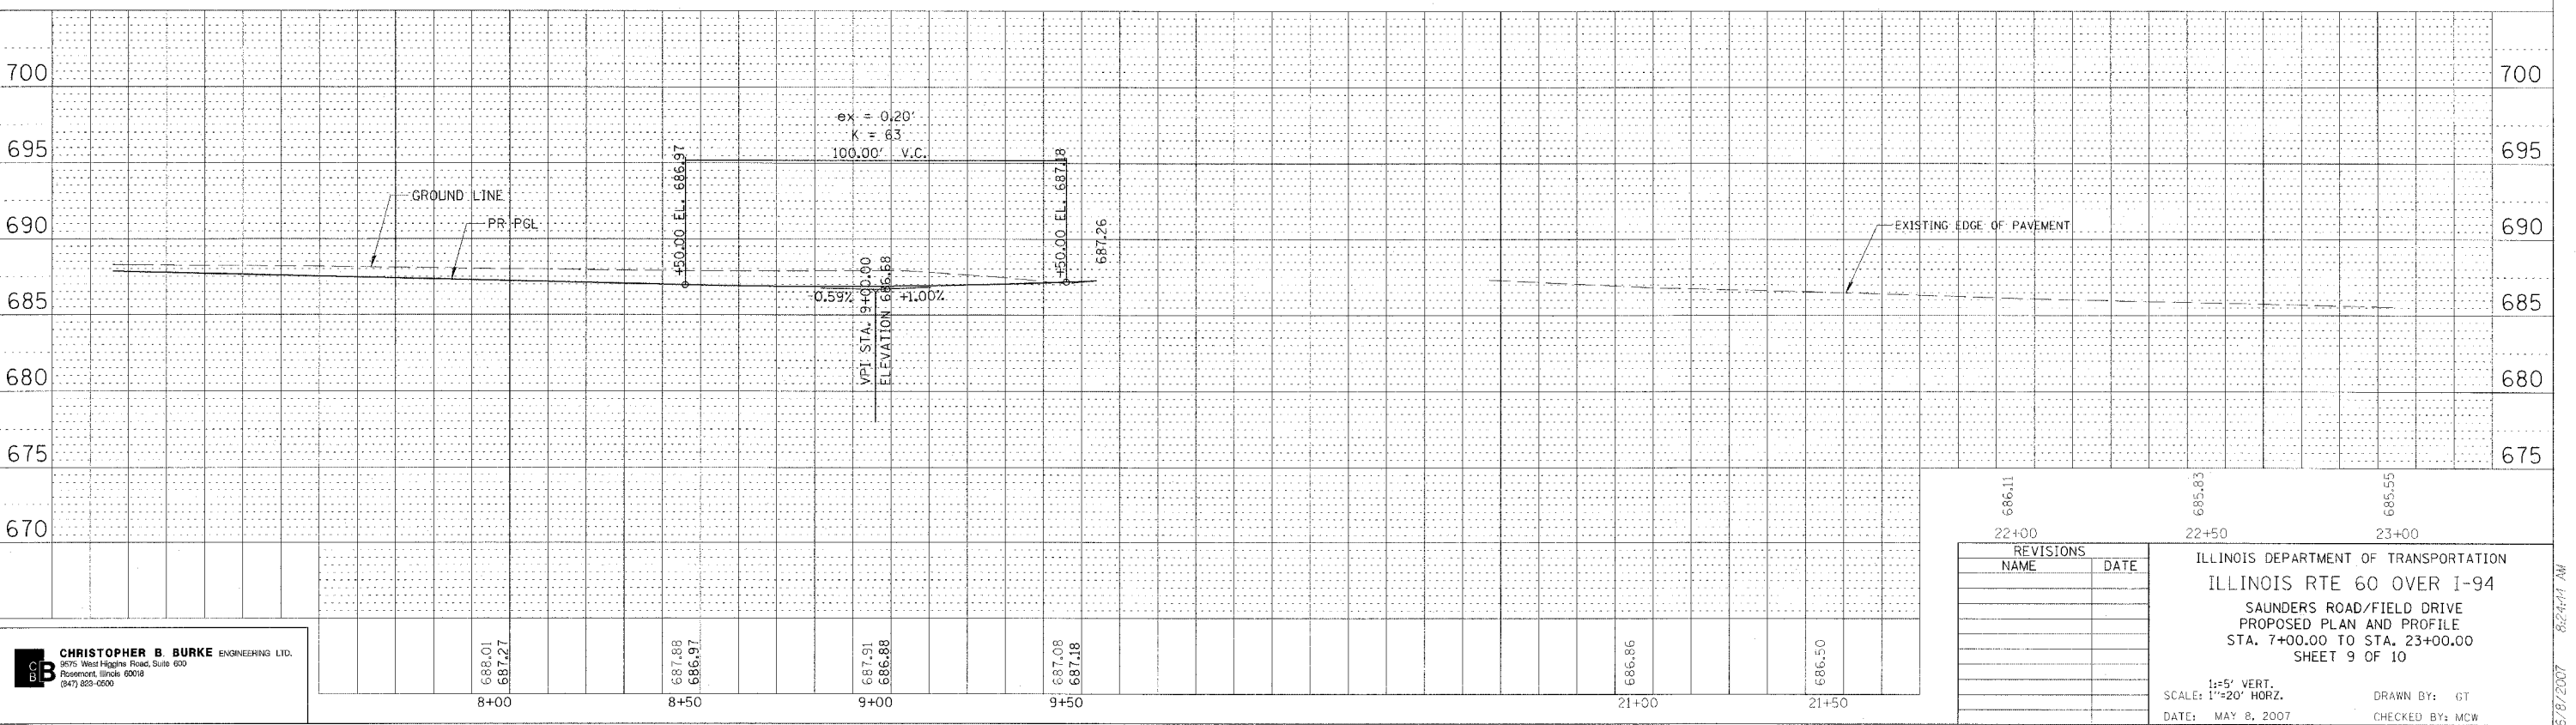 700
695
690
685
680
675
670
700
695
690
685
680
675
GROUND LINE
PR PGL
ex = 0.20'
K = 63
100.00' V.C.
+50.00 EL. 686.97
+50.00 EL. 687.18
687.26
-0.59%
+1.00%
VPI STA. 9+00.00
ELEVATION 686.68
EXISTING EDGE OF PAVEMENT
688.01
687.27
687.88
686.97
687.91
686.88
687.08
687.18
686.86
686.50
8+00
8+50
9+00
9+50
21+00
21+50
686.11
685.83
685.55
22+00
22+50
23+00
CHRISTOPHER B. BURKE ENGINEERING LTD.
9575 West Higgins Road, Suite 600
Rosemont, Illinois 60018
(847) 823-0500
CB B
REVISIONS
NAME DATE
ILLINOIS DEPARTMENT OF TRANSPORTATION
ILLINOIS RTE 60 OVER I-94
SAUNDERS ROAD/FIELD DRIVE
PROPOSED PLAN AND PROFILE
STA. 7+00.00 TO STA. 23+00.00
SHEET 9 OF 10
1:=5' VERT.
SCALE: 1"=20' HORZ.
DRAWN BY: GT
DATE: MAY 8, 2007
CHECKED BY: MCW
5/8/2007 8:24:41 AM